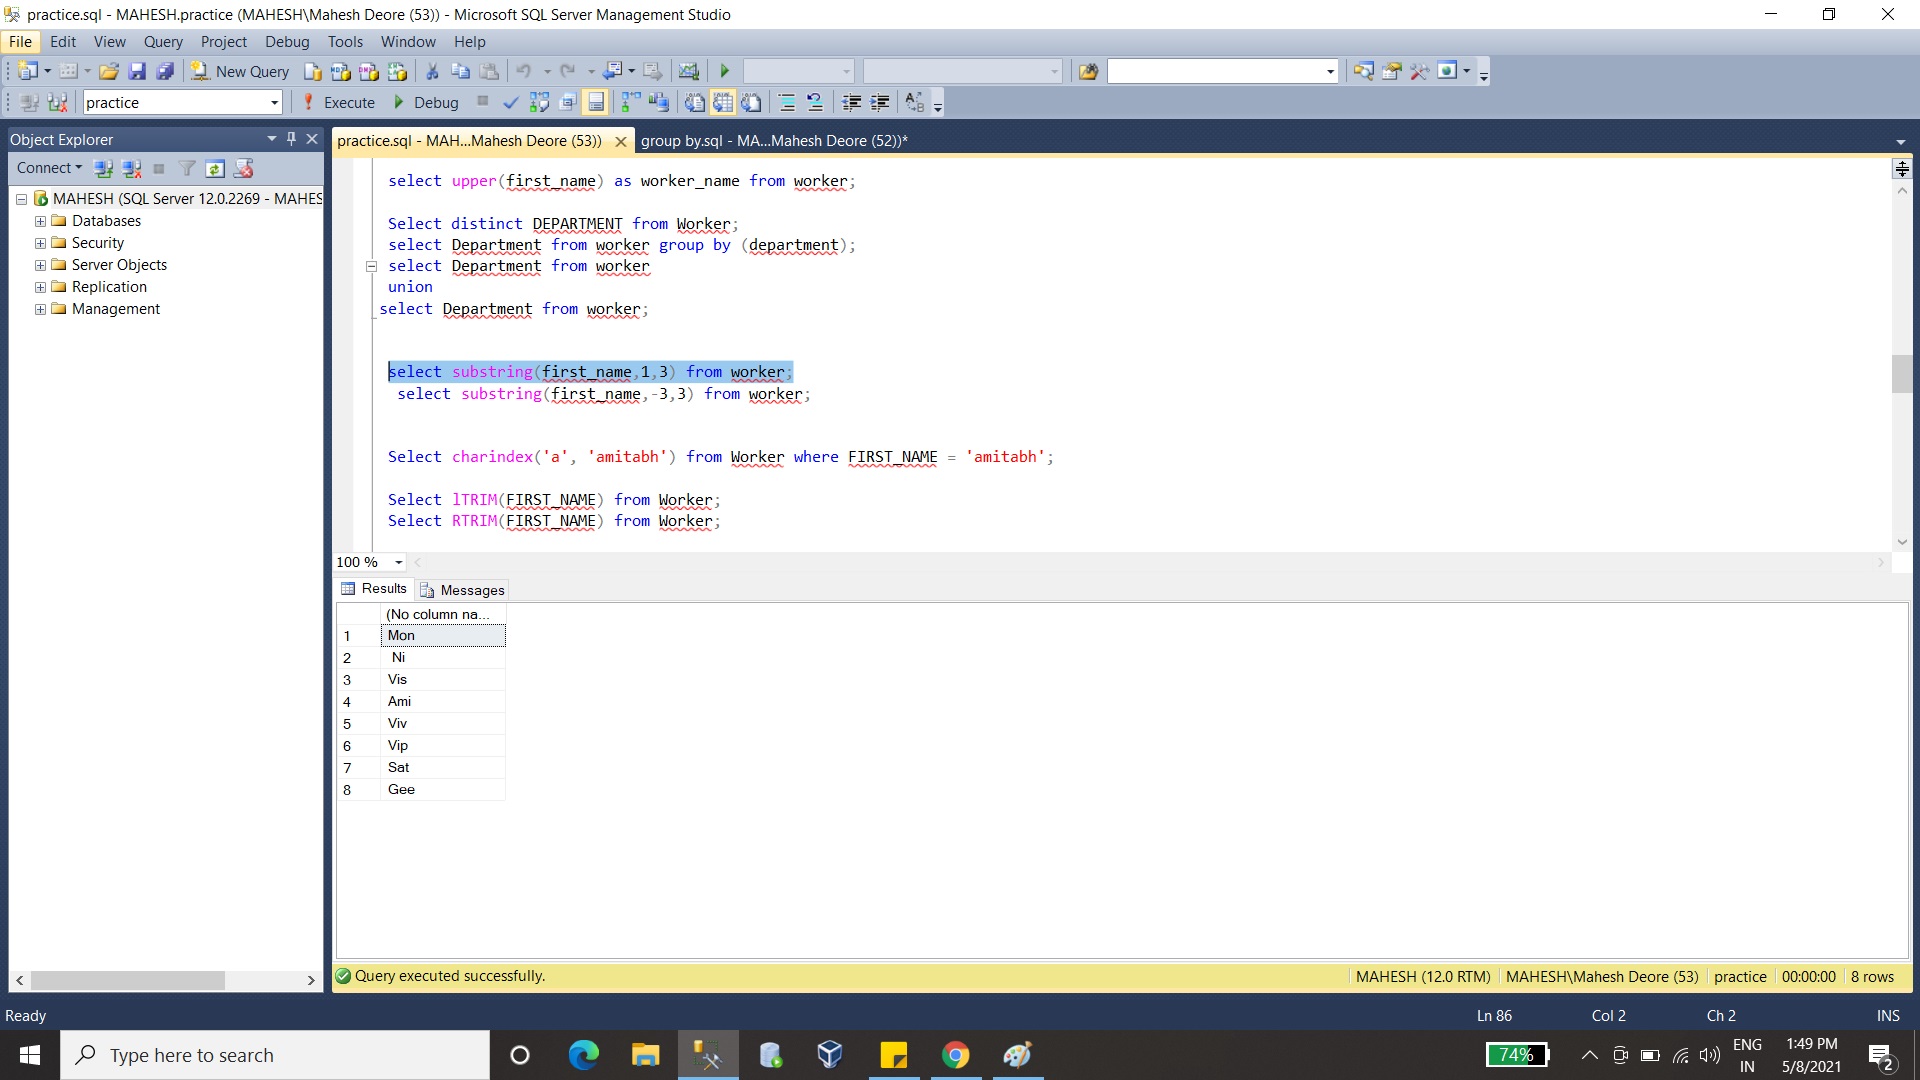 practice.sql - MAHESH.practice (MAHESH\Mahesh Deore (53)) - Microsoft SQL Server Management Studio
File Edit View Query Project Debug Tools Window Help
New Query
practice Execute Debug
Object Explorer
practice.sql - MAH...Mahesh Deore (53)) group by.sql - MA...Mahesh Deore (52))*
Connect
MAHESH (SQL Server 12.0.2269 - MAHES
Databases
Security
Server Objects
Replication
Management
select upper(first_name) as worker_name from worker;
Select distinct DEPARTMENT from Worker;
select Department from worker group by (department);
select Department from worker
union
select Department from worker;
select substring(first_name,1,3) from worker;
select substring(first_name,-3,3) from worker;
Select charindex('a', 'amitabh') from Worker where FIRST_NAME = 'amitabh';
Select lTRIM(FIRST_NAME) from Worker;
Select RTRIM(FIRST_NAME) from Worker;
100 %
Results Messages
(No column na...
1 Mon
2 Ni
3 Vis
4 Ami
5 Viv
6 Vip
7 Sat
8 Gee
Query executed successfully. MAHESH (12.0 RTM) MAHESH\Mahesh Deore (53) practice 00:00:00 8 rows
Ready Ln 86 Col 2 Ch 2 INS
Type here to search 74% ENG IN 1:49 PM 5/8/2021 2